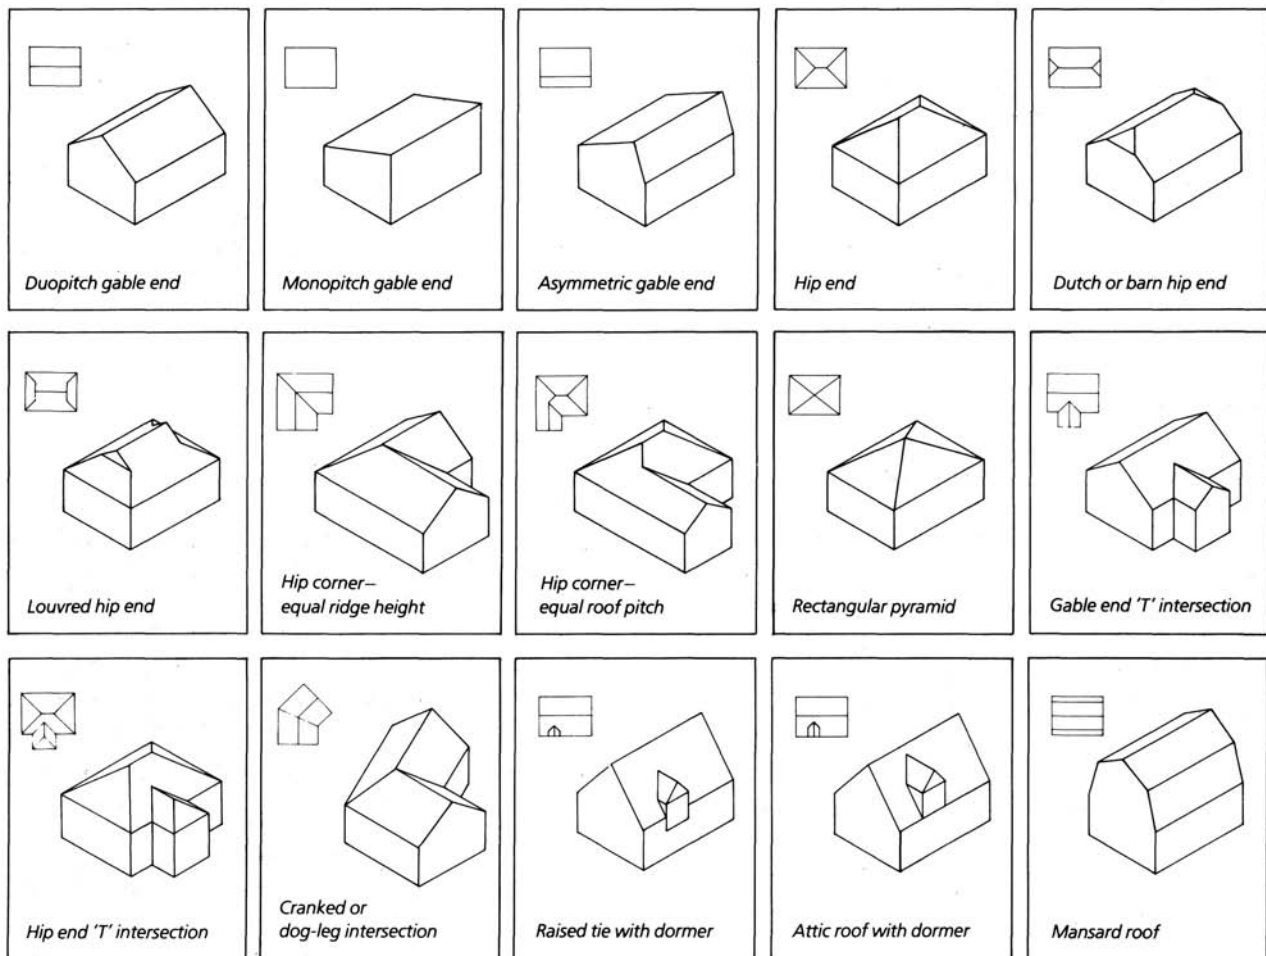 Duopitch gable end
Monopitch gable end
Asymmetric gable end
Hip end
Dutch or barn hip end
Louvred hip end
Hip corner–
equal ridge height
Hip corner–
equal roof pitch
Rectangular pyramid
Gable end 'T' intersection
Hip end 'T' intersection
Cranked or
dog-leg intersection
Raised tie with dormer
Attic roof with dormer
Mansard roof